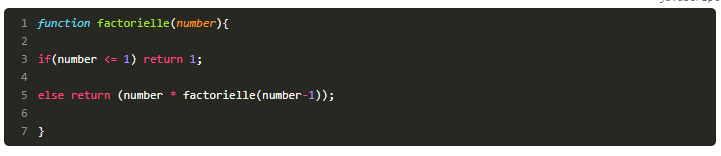 javascript
1 function factorielle(number){
2
3 if(number <= 1) return 1;
4
5 else return (number * factorielle(number-1));
6
7 }